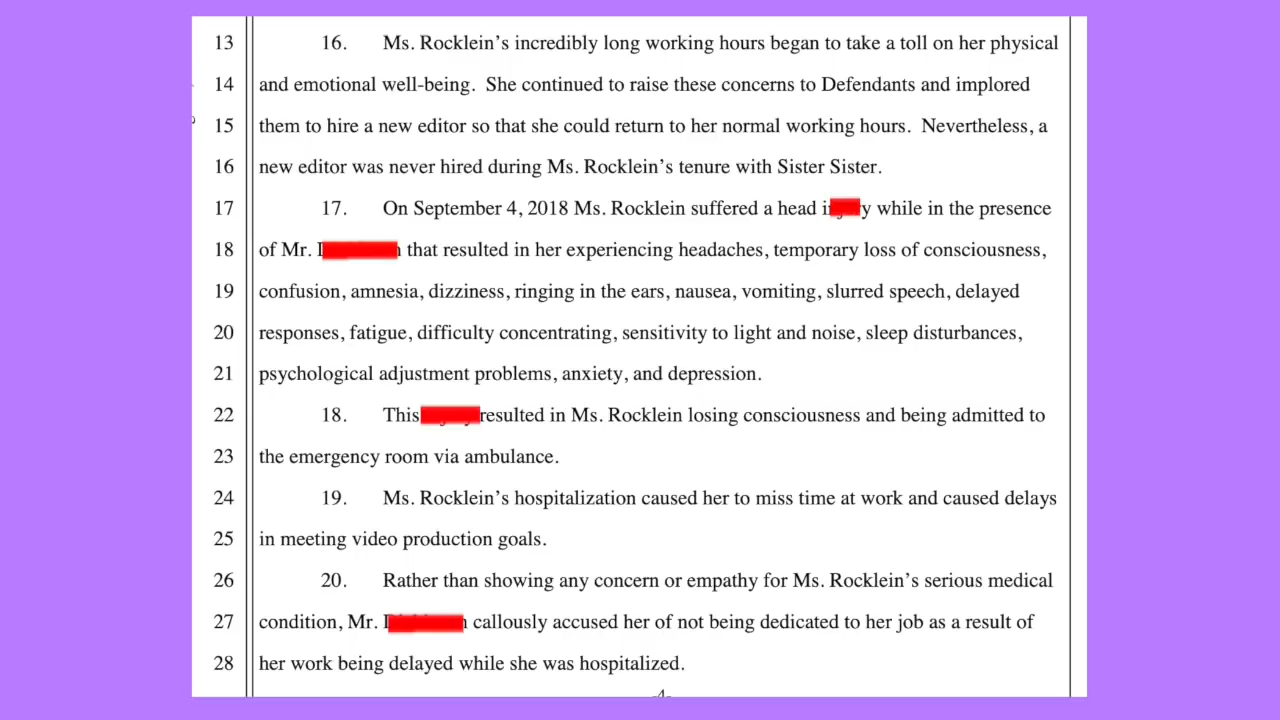 13 16. Ms. Rocklein’s incredibly long working hours began to take a toll on her physical
14 and emotional well-being. She continued to raise these concerns to Defendants and implored
15 them to hire a new editor so that she could return to her normal working hours. Nevertheless, a
16 new editor was never hired during Ms. Rocklein’s tenure with Sister Sister.
17 17. On September 4, 2018 Ms. Rocklein suffered a head while in the presence
18 of Mr. that resulted in her experiencing headaches, temporary loss of consciousness,
19 confusion, amnesia, dizziness, ringing in the ears, nausea, vomiting, slurred speech, delayed
20 responses, fatigue, difficulty concentrating, sensitivity to light and noise, sleep disturbances,
21 psychological adjustment problems, anxiety, and depression.
22 18. This resulted in Ms. Rocklein losing consciousness and being admitted to
23 the emergency room via ambulance.
24 19. Ms. Rocklein’s hospitalization caused her to miss time at work and caused delays
25 in meeting video production goals.
26 20. Rather than showing any concern or empathy for Ms. Rocklein’s serious medical
27 condition, Mr. callously accused her of not being dedicated to her job as a result of
28 her work being delayed while she was hospitalized.
-4-